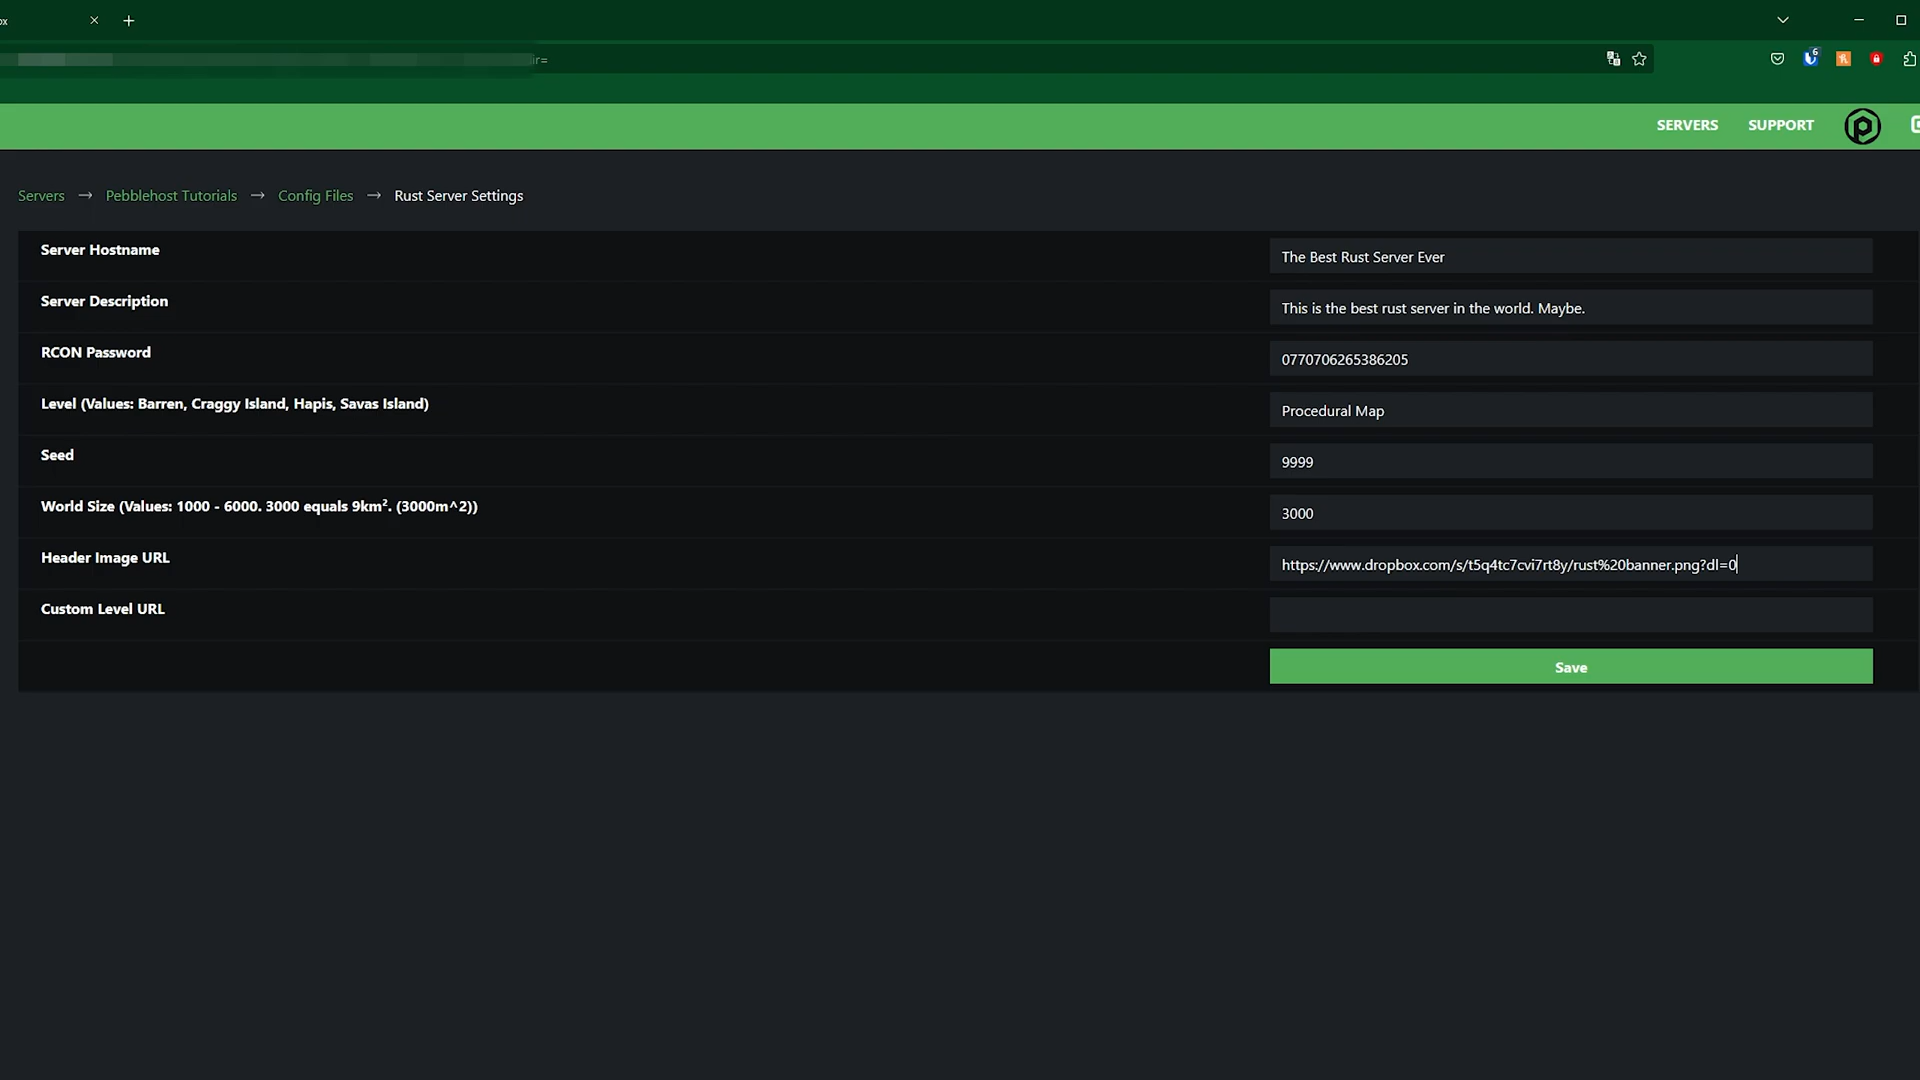 ox
ir=
6
SERVERS SUPPORT
Servers → Pebblehost Tutorials → Config Files → Rust Server Settings
Server Hostname The Best Rust Server Ever
Server Description This is the best rust server in the world. Maybe.
RCON Password 0770706265386205
Level (Values: Barren, Craggy Island, Hapis, Savas Island) Procedural Map
Seed 9999
World Size (Values: 1000 - 6000. 3000 equals 9km². (3000m^2)) 3000
Header Image URL https://www.dropbox.com/s/t5q4tc7cvi7rt8y/rust%20banner.png?dl=0
Custom Level URL
Save